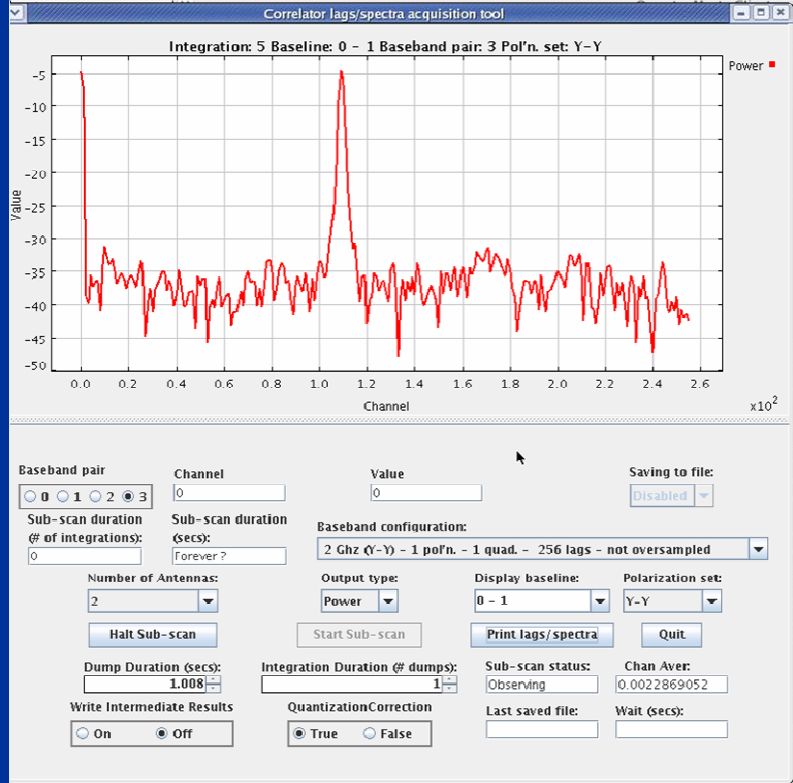 Correlator lags/spectra acquisition tool
Integration: 5 Baseline: 0 - 1 Baseband pair: 3 Pol'n. set: Y-Y
Power
Value
-5
-10
-15
-20
-25
-30
-35
-40
-45
-50
0.0 0.2 0.4 0.6 0.8 1.0 1.2 1.4 1.6 1.8 2.0 2.2 2.4 2.6
Channel
x10²
Baseband pair
0 1 2 3
Channel
0
Value
0
Saving to file:
Disabled
Sub-scan duration
(# of integrations):
0
Sub-scan duration
(secs):
Forever?
Baseband configuration:
2 Ghz (Y-Y) - 1 pol'n. - 1 quad. - 256 lags - not oversampled
Number of Antennas:
2
Output type:
Power
Display baseline:
0 - 1
Polarization set:
Y-Y
Halt Sub-scan
Start Sub-scan
Print lags/spectra
Quit
Dump Duration (secs):
1.008
Integration Duration (# dumps):
1
Sub-scan status:
Observing
Chan Aver:
0.0022869052
Write Intermediate Results
On Off
QuantizationCorrection
True False
Last saved file:
Wait (secs):